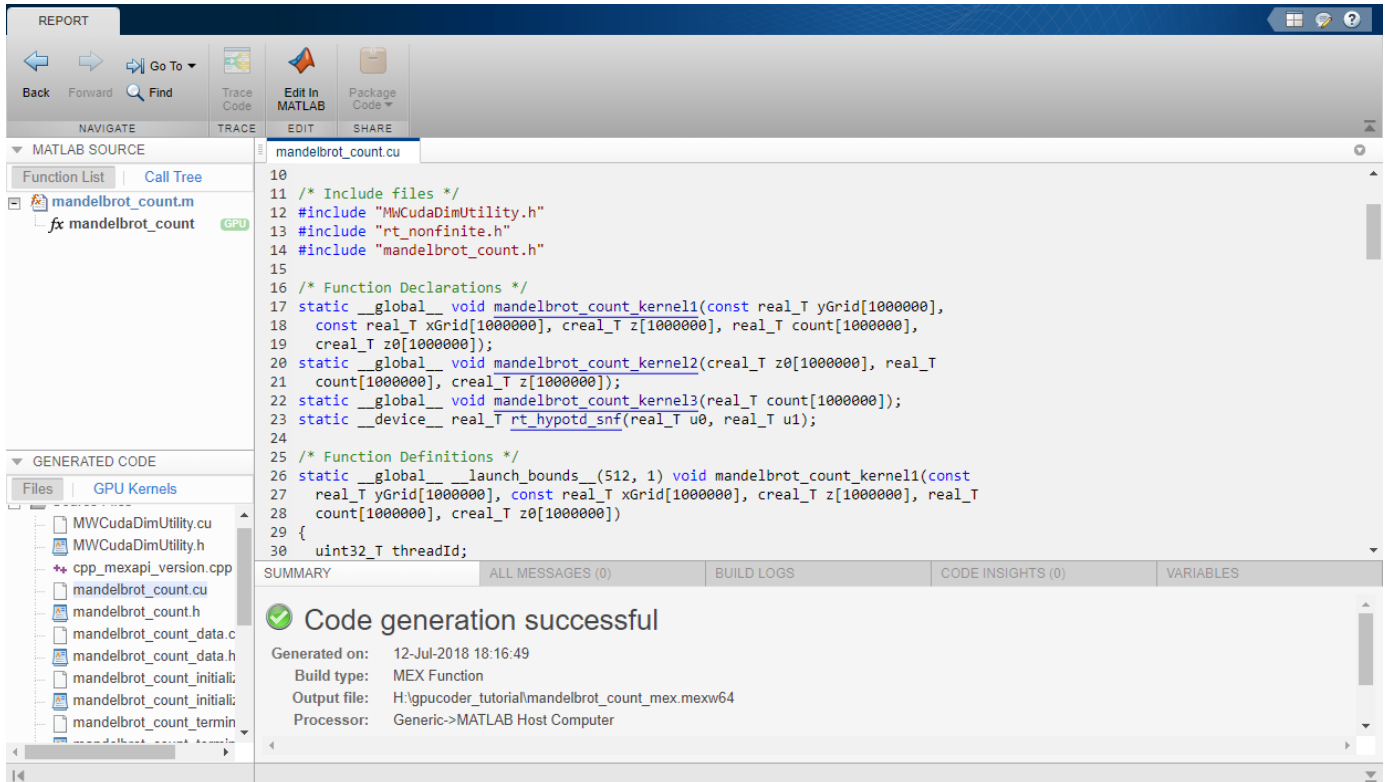 REPORT
Back
Forward
Go To
Find
Trace Code
Edit In MATLAB
Package Code
NAVIGATE
TRACE
EDIT
SHARE
MATLAB SOURCE
Function List
Call Tree
mandelbrot_count.m
fx mandelbrot_count GPU
GENERATED CODE
Files
GPU Kernels
MWCudaDimUtility.cu
MWCudaDimUtility.h
cpp_mexapi_version.cpp
mandelbrot_count.cu
mandelbrot_count.h
mandelbrot_count_data.c
mandelbrot_count_data.h
mandelbrot_count_initializ
mandelbrot_count_initializ
mandelbrot_count_termin
mandelbrot_count.cu
10
11 /* Include files */
12 #include "MWCudaDimUtility.h"
13 #include "rt_nonfinite.h"
14 #include "mandelbrot_count.h"
15
16 /* Function Declarations */
17 static __global__ void mandelbrot_count_kernel1(const real_T yGrid[1000000],
18   const real_T xGrid[1000000], creal_T z[1000000], real_T count[1000000],
19   creal_T z0[1000000]);
20 static __global__ void mandelbrot_count_kernel2(creal_T z0[1000000], real_T
21   count[1000000], creal_T z[1000000]);
22 static __global__ void mandelbrot_count_kernel3(real_T count[1000000]);
23 static __device__ real_T rt_hypotd_snf(real_T u0, real_T u1);
24
25 /* Function Definitions */
26 static __global__ __launch_bounds__(512, 1) void mandelbrot_count_kernel1(const
27   real_T yGrid[1000000], const real_T xGrid[1000000], creal_T z[1000000], real_T
28   count[1000000], creal_T z0[1000000])
29 {
30   uint32_T threadId;
SUMMARY
ALL MESSAGES (0)
BUILD LOGS
CODE INSIGHTS (0)
VARIABLES
Code generation successful
Generated on: 12-Jul-2018 18:16:49
Build type: MEX Function
Output file: H:\gpucoder_tutorial\mandelbrot_count_mex.mexw64
Processor: Generic->MATLAB Host Computer